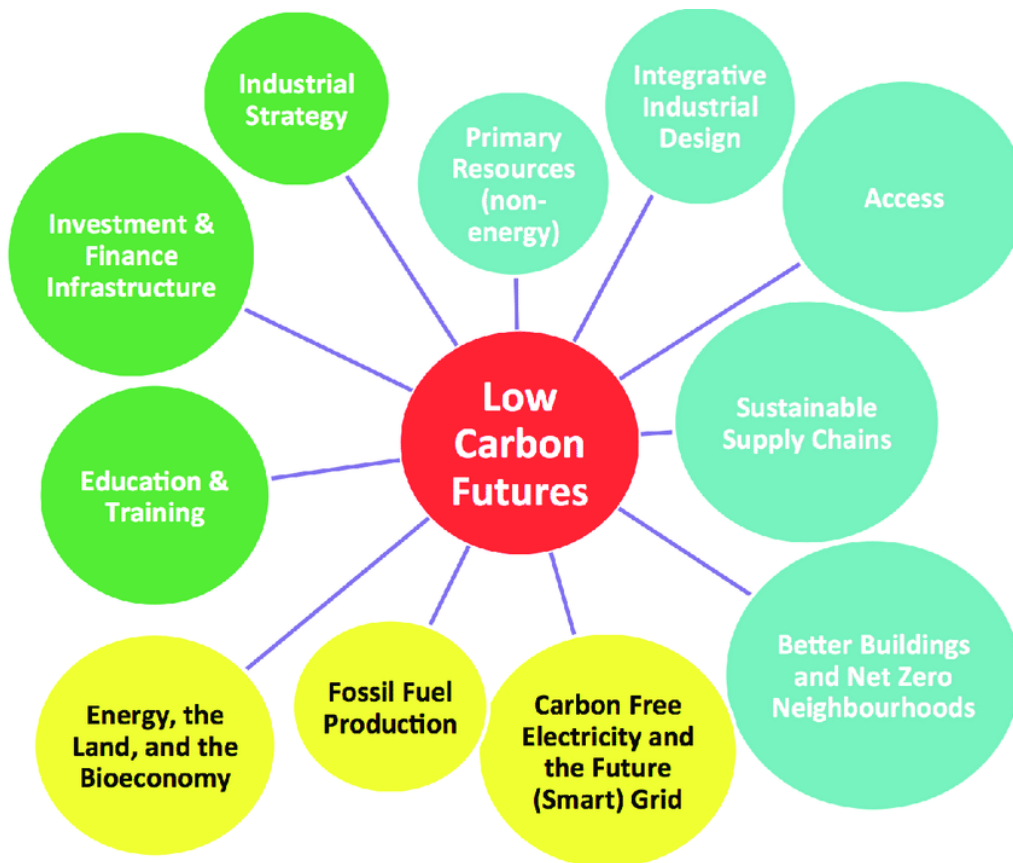 Industrial
Strategy
Primary
Resources
(non-
energy)
Integrative
Industrial
Design
Access
Investment &
Finance
Infrastructure
Low
Carbon
Futures
Sustainable
Supply Chains
Education &
Training
Better Buildings
and Net Zero
Neighbourhoods
Energy, the
Land, and the
Bioeconomy
Fossil Fuel
Production
Carbon Free
Electricity and
the Future
(Smart) Grid